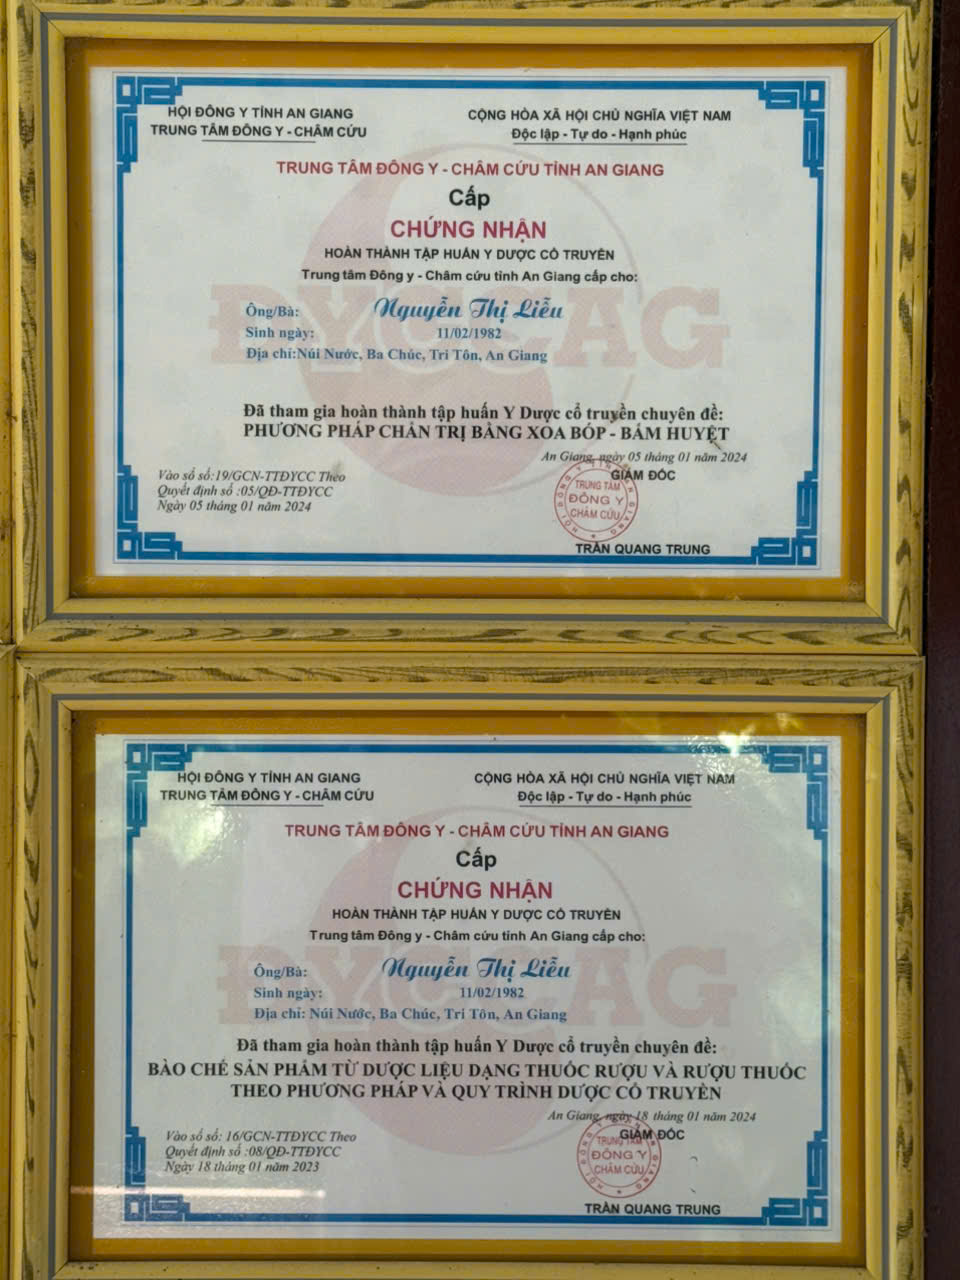 HỘI ĐÔNG Y TỈNH AN GIANG
TRUNG TÂM ĐÔNG Y - CHÂM CỨU
CỘNG HÒA XÃ HỘI CHỦ NGHĨA VIỆT NAM
Độc lập - Tự do - Hạnh phúc
TRUNG TÂM ĐÔNG Y - CHÂM CỨU TỈNH AN GIANG
Cấp
CHỨNG NHẬN
HOÀN THÀNH TẬP HUẤN Y DƯỢC CỔ TRUYỀN
Trung tâm Đông y - Châm cứu tỉnh An Giang cấp cho:
Ông/Bà: Nguyễn Thị Liễu
Sinh ngày: 11/02/1982
Địa chỉ:Núi Nước, Ba Chúc, Tri Tôn, An Giang
Đã tham gia hoàn thành tập huấn Y Dược cổ truyền chuyên đề:
PHƯƠNG PHÁP CHẨN TRỊ BẰNG XOA BÓP - BẤM HUYỆT
An Giang, ngày 05 tháng 01 năm 2024
GIÁM ĐỐC
Vào sổ số:19/GCN-TTĐYCC Theo
Quyết định số :05/QĐ-TTĐYCC
Ngày 05 tháng 01 năm 2024
TRUNG TÂM
ĐÔNG Y
CHÂM CỨU
TRẦN QUANG TRUNG
HỘI ĐÔNG Y TỈNH AN GIANG
TRUNG TÂM ĐÔNG Y - CHÂM CỨU
CỘNG HÒA XÃ HỘI CHỦ NGHĨA VIỆT NAM
Độc lập - Tự do - Hạnh phúc
TRUNG TÂM ĐÔNG Y - CHÂM CỨU TỈNH AN GIANG
Cấp
CHỨNG NHẬN
HOÀN THÀNH TẬP HUẤN Y DƯỢC CỔ TRUYỀN
Trung tâm Đông y - Châm cứu tỉnh An Giang cấp cho:
Ông/Bà: Nguyễn Thị Liễu
Sinh ngày: 11/02/1982
Địa chỉ: Núi Nước, Ba Chúc, Tri Tôn, An Giang
Đã tham gia hoàn thành tập huấn Y Dược cổ truyền chuyên đề:
BÀO CHẾ SẢN PHẨM TỪ DƯỢC LIỆU DẠNG THUỐC RƯỢU VÀ RƯỢU THUỐC
THEO PHƯƠNG PHÁP VÀ QUY TRÌNH DƯỢC CỔ TRUYỀN
An Giang, ngày 18 tháng 01 năm 2024
GIÁM ĐỐC
Vào sổ số: 16/GCN-TTĐYCC Theo
Quyết định số :08/QĐ-TTĐYCC
Ngày 18 tháng 01 năm 2023
TRUNG TÂM
ĐÔNG Y
CHÂM CỨU
TRẦN QUANG TRUNG